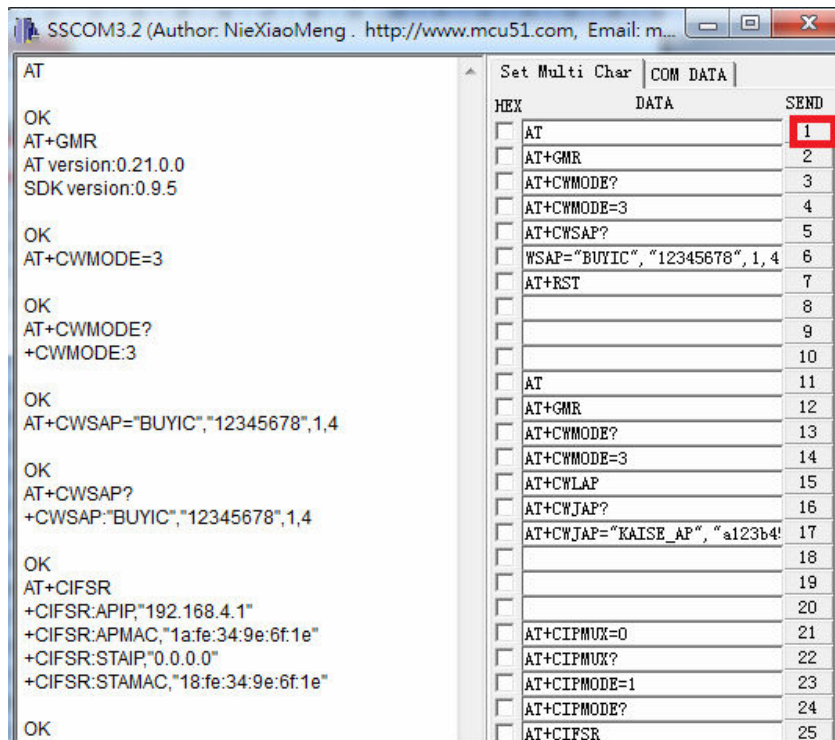 SSCOM3.2 (Author: NieXiaoMeng . http://www.mcu51.com, Email: m...
AT
OK
AT+GMR
AT version:0.21.0.0
SDK version:0.9.5
OK
AT+CWMODE=3
OK
AT+CWMODE?
+CWMODE:3
OK
AT+CWSAP="BUYIC","12345678",1,4
OK
AT+CWSAP?
+CWSAP:"BUYIC","12345678",1,4
OK
AT+CIFSR
+CIFSR:APIP,"192.168.4.1"
+CIFSR:APMAC,"1a:fe:34:9e:6f:1e"
+CIFSR:STAIP,"0.0.0.0"
+CIFSR:STAMAC,"18:fe:34:9e:6f:1e"
OK
Set Multi Char COM DATA
HEX DATA SEND
AT 1
AT+GMR 2
AT+CWMODE? 3
AT+CWMODE=3 4
AT+CWSAP? 5
WSAP="BUYIC","12345678",1,4 6
AT+RST 7
8
9
10
AT 11
AT+GMR 12
AT+CWMODE? 13
AT+CWMODE=3 14
AT+CWLAP 15
AT+CWJAP? 16
AT+CWJAP="KAISE_AP","a123b4 17
18
19
20
AT+CIPMUX=0 21
AT+CIPMUX? 22
AT+CIPMODE=1 23
AT+CIPMODE? 24
AT+CIFSR 25